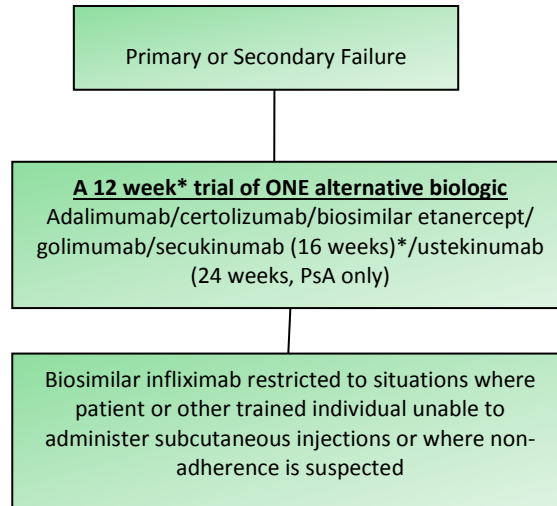 Primary or Secondary Failure
A 12 week* trial of ONE alternative biologic
Adalimumab/certolizumab/biosimilar etanercept/
golimumab/secukinumab (16 weeks)*/ustekinumab
(24 weeks, PsA only)
Biosimilar infliximab restricted to situations where
patient or other trained individual unable to
administer subcutaneous injections or where non-
adherence is suspected